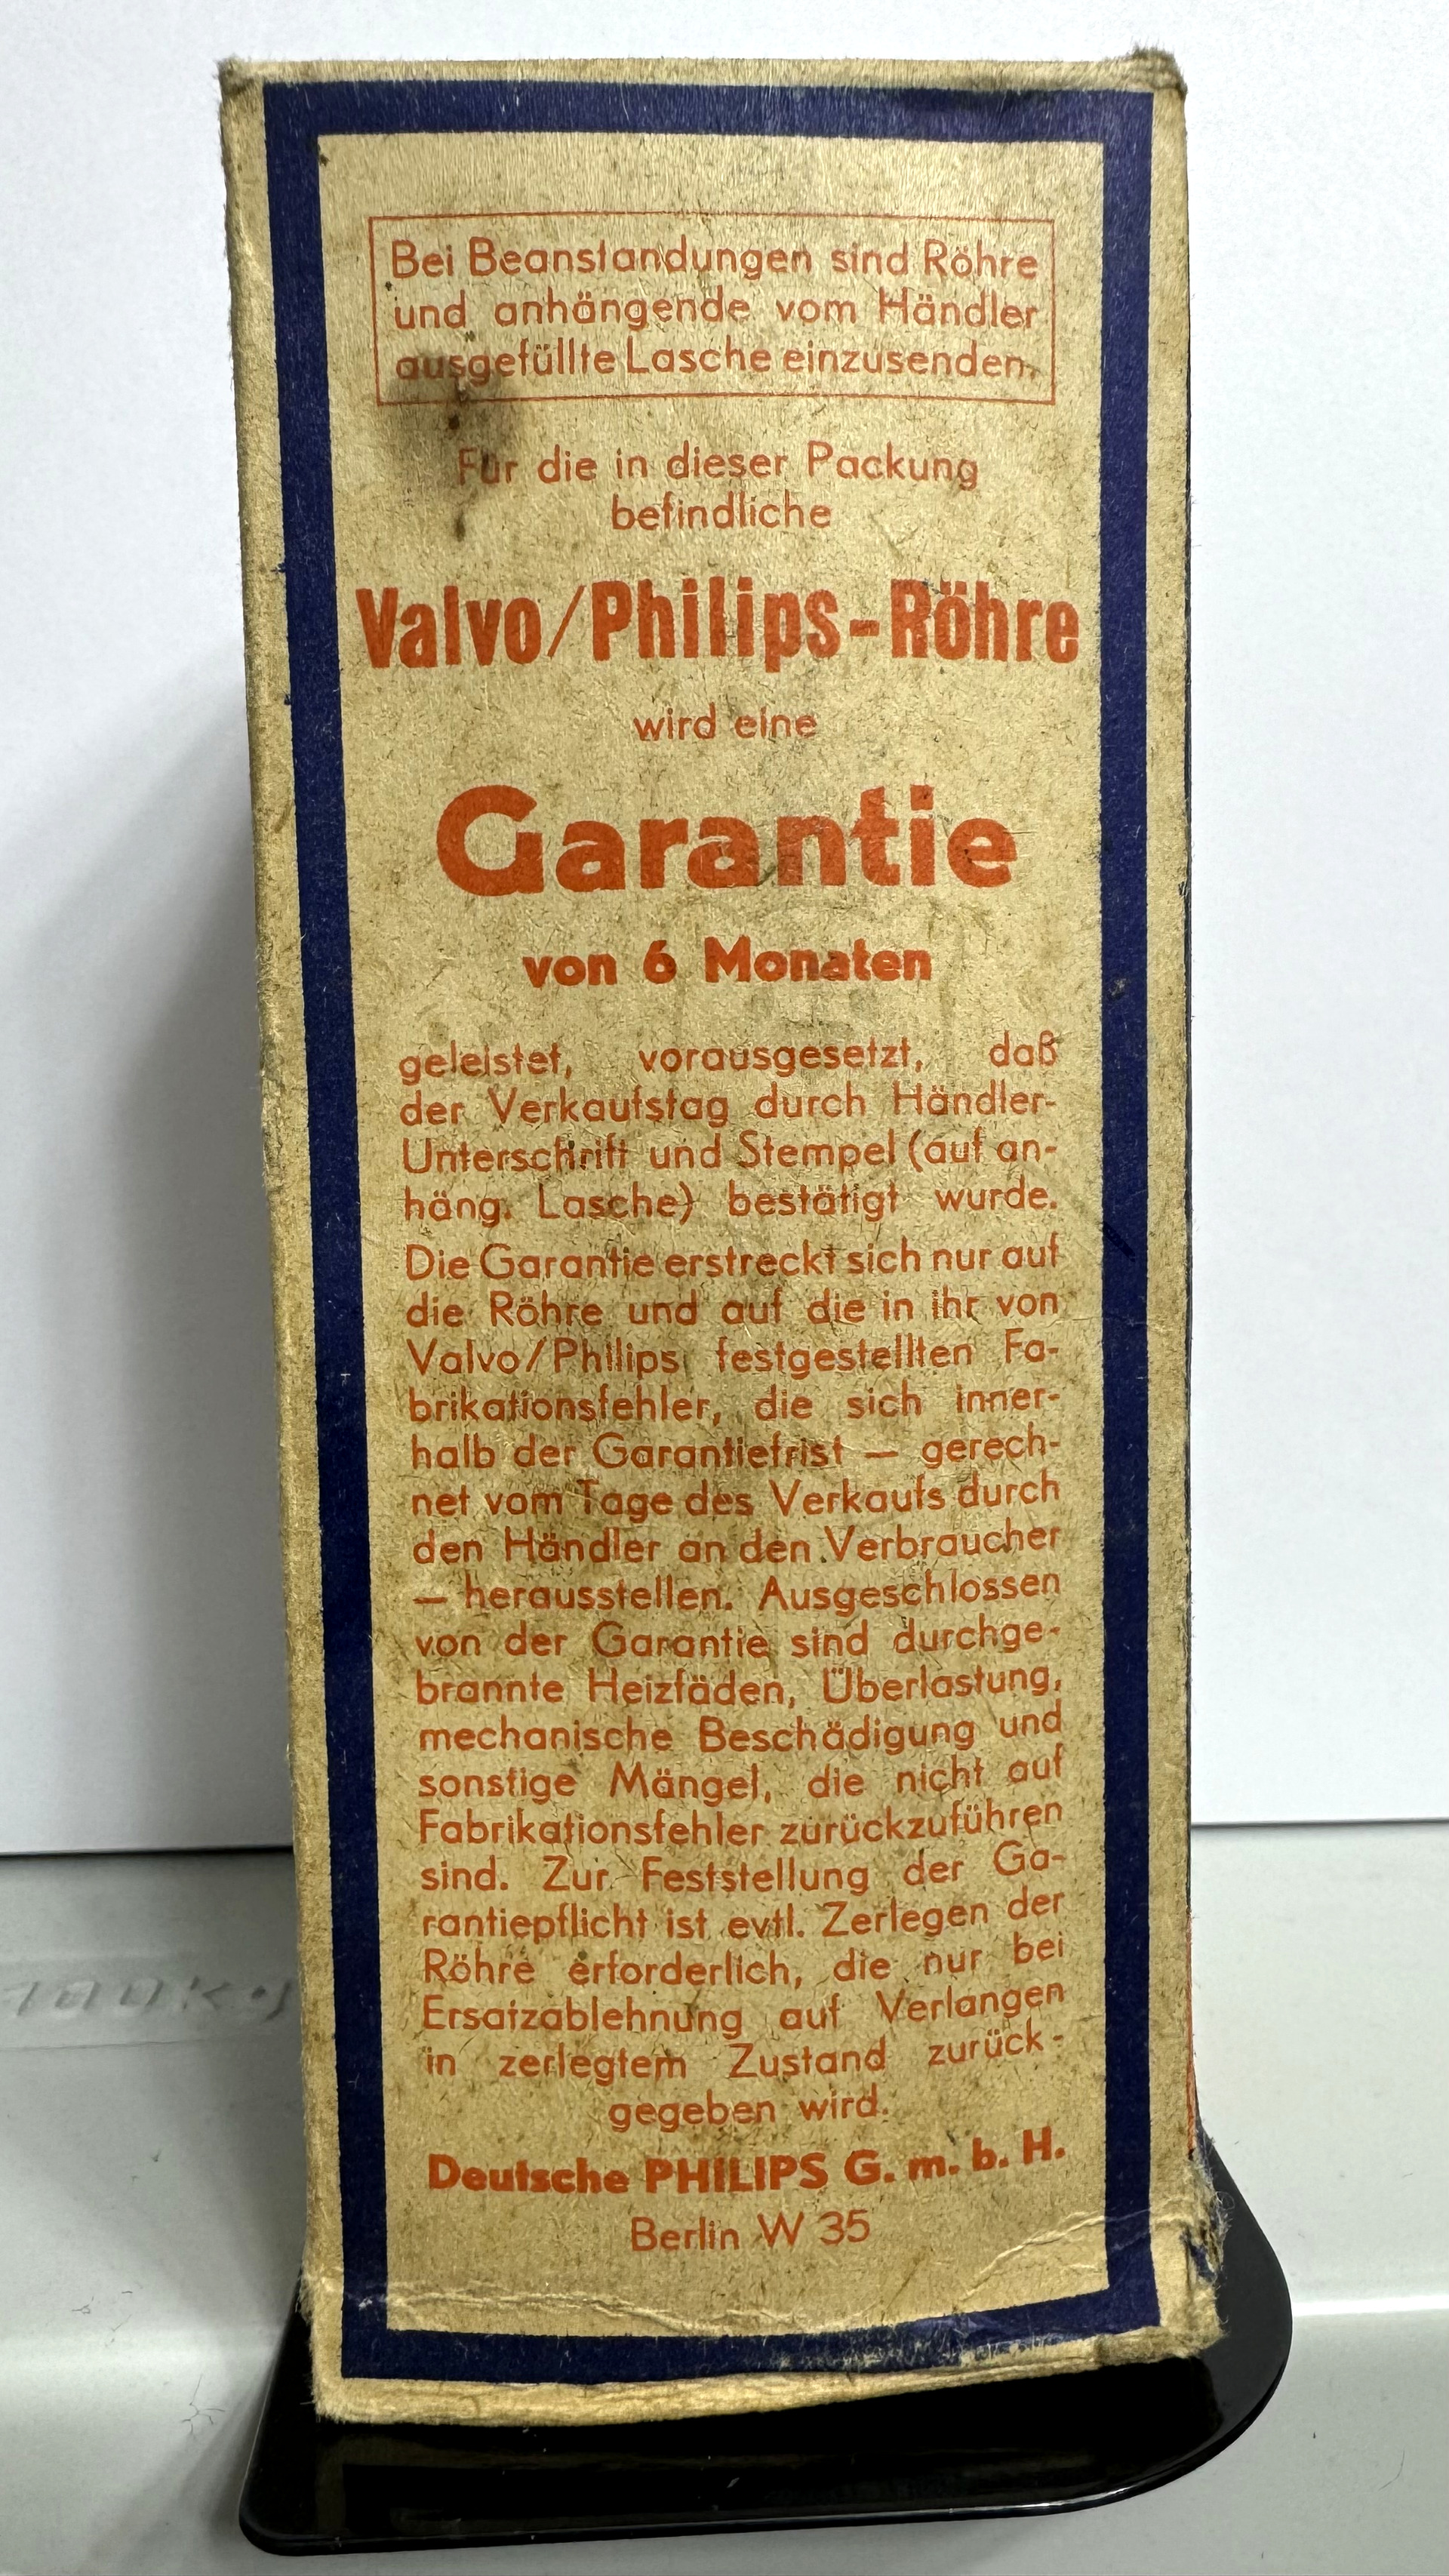 Bei Beanstandungen sind Röhre
und anhängende vom Händler
ausgefüllte Lasche einzusenden.
Für die in dieser Packung
befindliche
Valvo/Philips-Röhre
wird eine
Garantie
von 6 Monaten
geleistet, vorausgesetzt, daß
der Verkaufstag durch Händler-
Unterschrift und Stempel (auf an-
häng. Lasche) bestätigt wurde.
Die Garantie erstreckt sich nur auf
die Röhre und auf die in ihr von
Valvo/Philips festgestellten Fa-
brikationsfehler, die sich inner-
halb der Garantiefrist — gerech-
net vom Tage des Verkaufs durch
den Händler an den Verbraucher
— herausstellen. Ausgeschlossen
von der Garantie sind durchge-
brannte Heizfäden, Überlastung,
mechanische Beschädigung und
sonstige Mängel, die nicht auf
Fabrikationsfehler zurückzuführen
sind. Zur Feststellung der Ga-
rantiepflicht ist evtl. Zerlegen der
Röhre erforderlich, die nur bei
Ersatzablehnung auf Verlangen
in zerlegtem Zustand zurück-
gegeben wird.
Deutsche PHILIPS G. m. b. H.
Berlin W 35